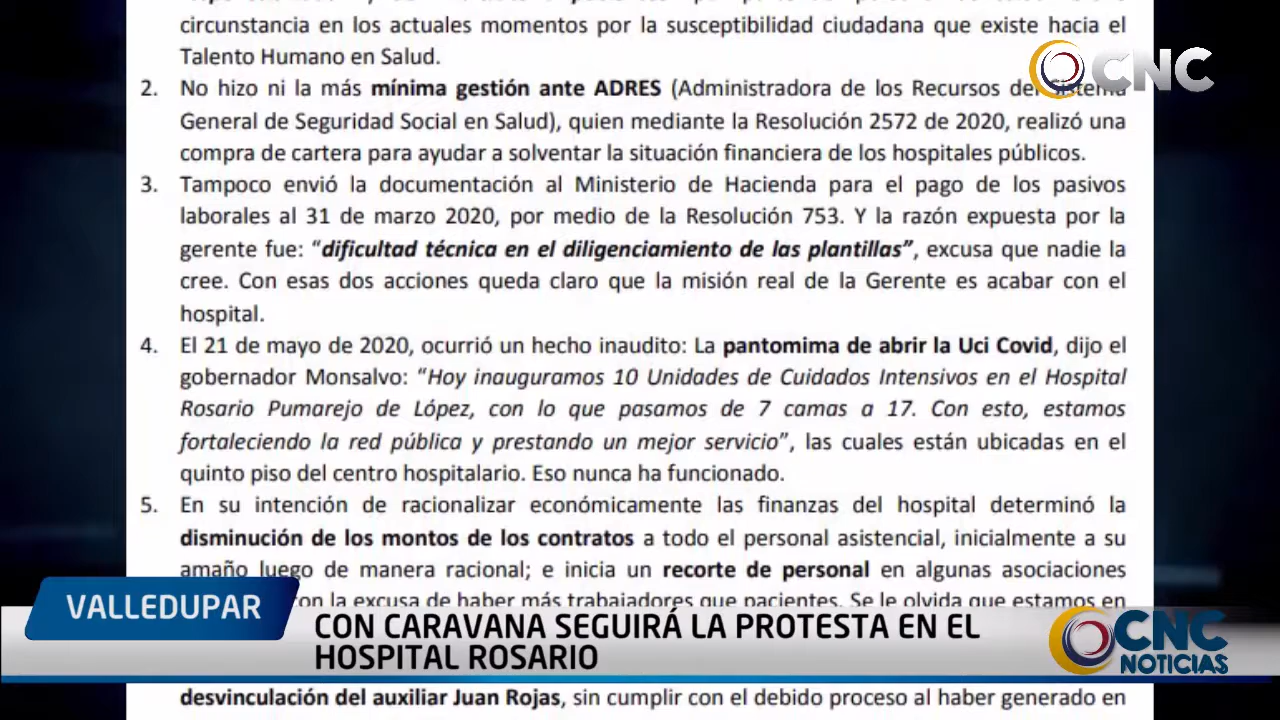 circunstancia en los actuales momentos por la susceptibilidad ciudadana que existe hacia el
Talento Humano en Salud.
CNC
2. No hizo ni la más mínima gestión ante ADRES (Administradora de los Recursos del Sistema
General de Seguridad Social en Salud), quien mediante la Resolución 2572 de 2020, realizó una
compra de cartera para ayudar a solventar la situación financiera de los hospitales públicos.
3. Tampoco envió la documentación al Ministerio de Hacienda para el pago de los pasivos
laborales al 31 de marzo 2020, por medio de la Resolución 753. Y la razón expuesta por la
gerente fue: “dificultad técnica en el diligenciamiento de las plantillas”, excusa que nadie la
cree. Con esas dos acciones queda claro que la misión real de la Gerente es acabar con el
hospital.
4. El 21 de mayo de 2020, ocurrió un hecho inaudito: La pantomima de abrir la Uci Covid, dijo el
gobernador Monsalvo: “Hoy inauguramos 10 Unidades de Cuidados Intensivos en el Hospital
Rosario Pumarejo de López, con lo que pasamos de 7 camas a 17. Con esto, estamos
fortaleciendo la red pública y prestando un mejor servicio”, las cuales están ubicadas en el
quinto piso del centro hospitalario. Eso nunca ha funcionado.
5. En su intención de racionalizar económicamente las finanzas del hospital determinó la
disminución de los montos de los contratos a todo el personal asistencial, inicialmente a su
amaño luego de manera racional; e inicia un recorte de personal en algunas asociaciones
con la excusa de haber más trabajadores que pacientes. Se le olvida que estamos en
VALLEDUPAR
CON CARAVANA SEGUIRÁ LA PROTESTA EN EL
HOSPITAL ROSARIO
CNC
NOTICIAS
desvinculación del auxiliar Juan Rojas, sin cumplir con el debido proceso al haber generado en